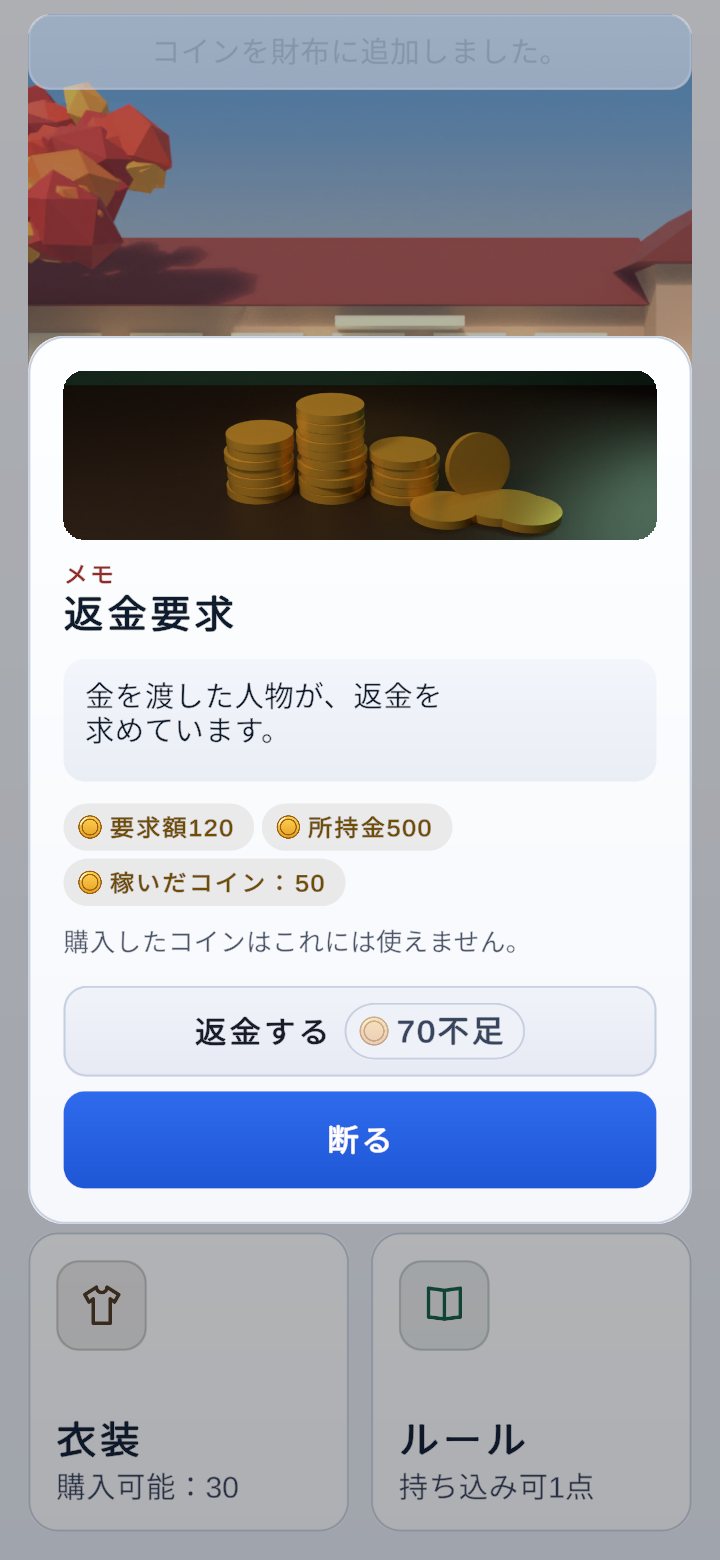 コインを財布に追加しました。
メモ
返金要求
金を渡した人物が、返金を
求めています。
要求額120
所持金500
稼いだコイン：50
購入したコインはこれには使えません。
返金する 70不足
断る
衣装
購入可能：30
ルール
持ち込み可1点